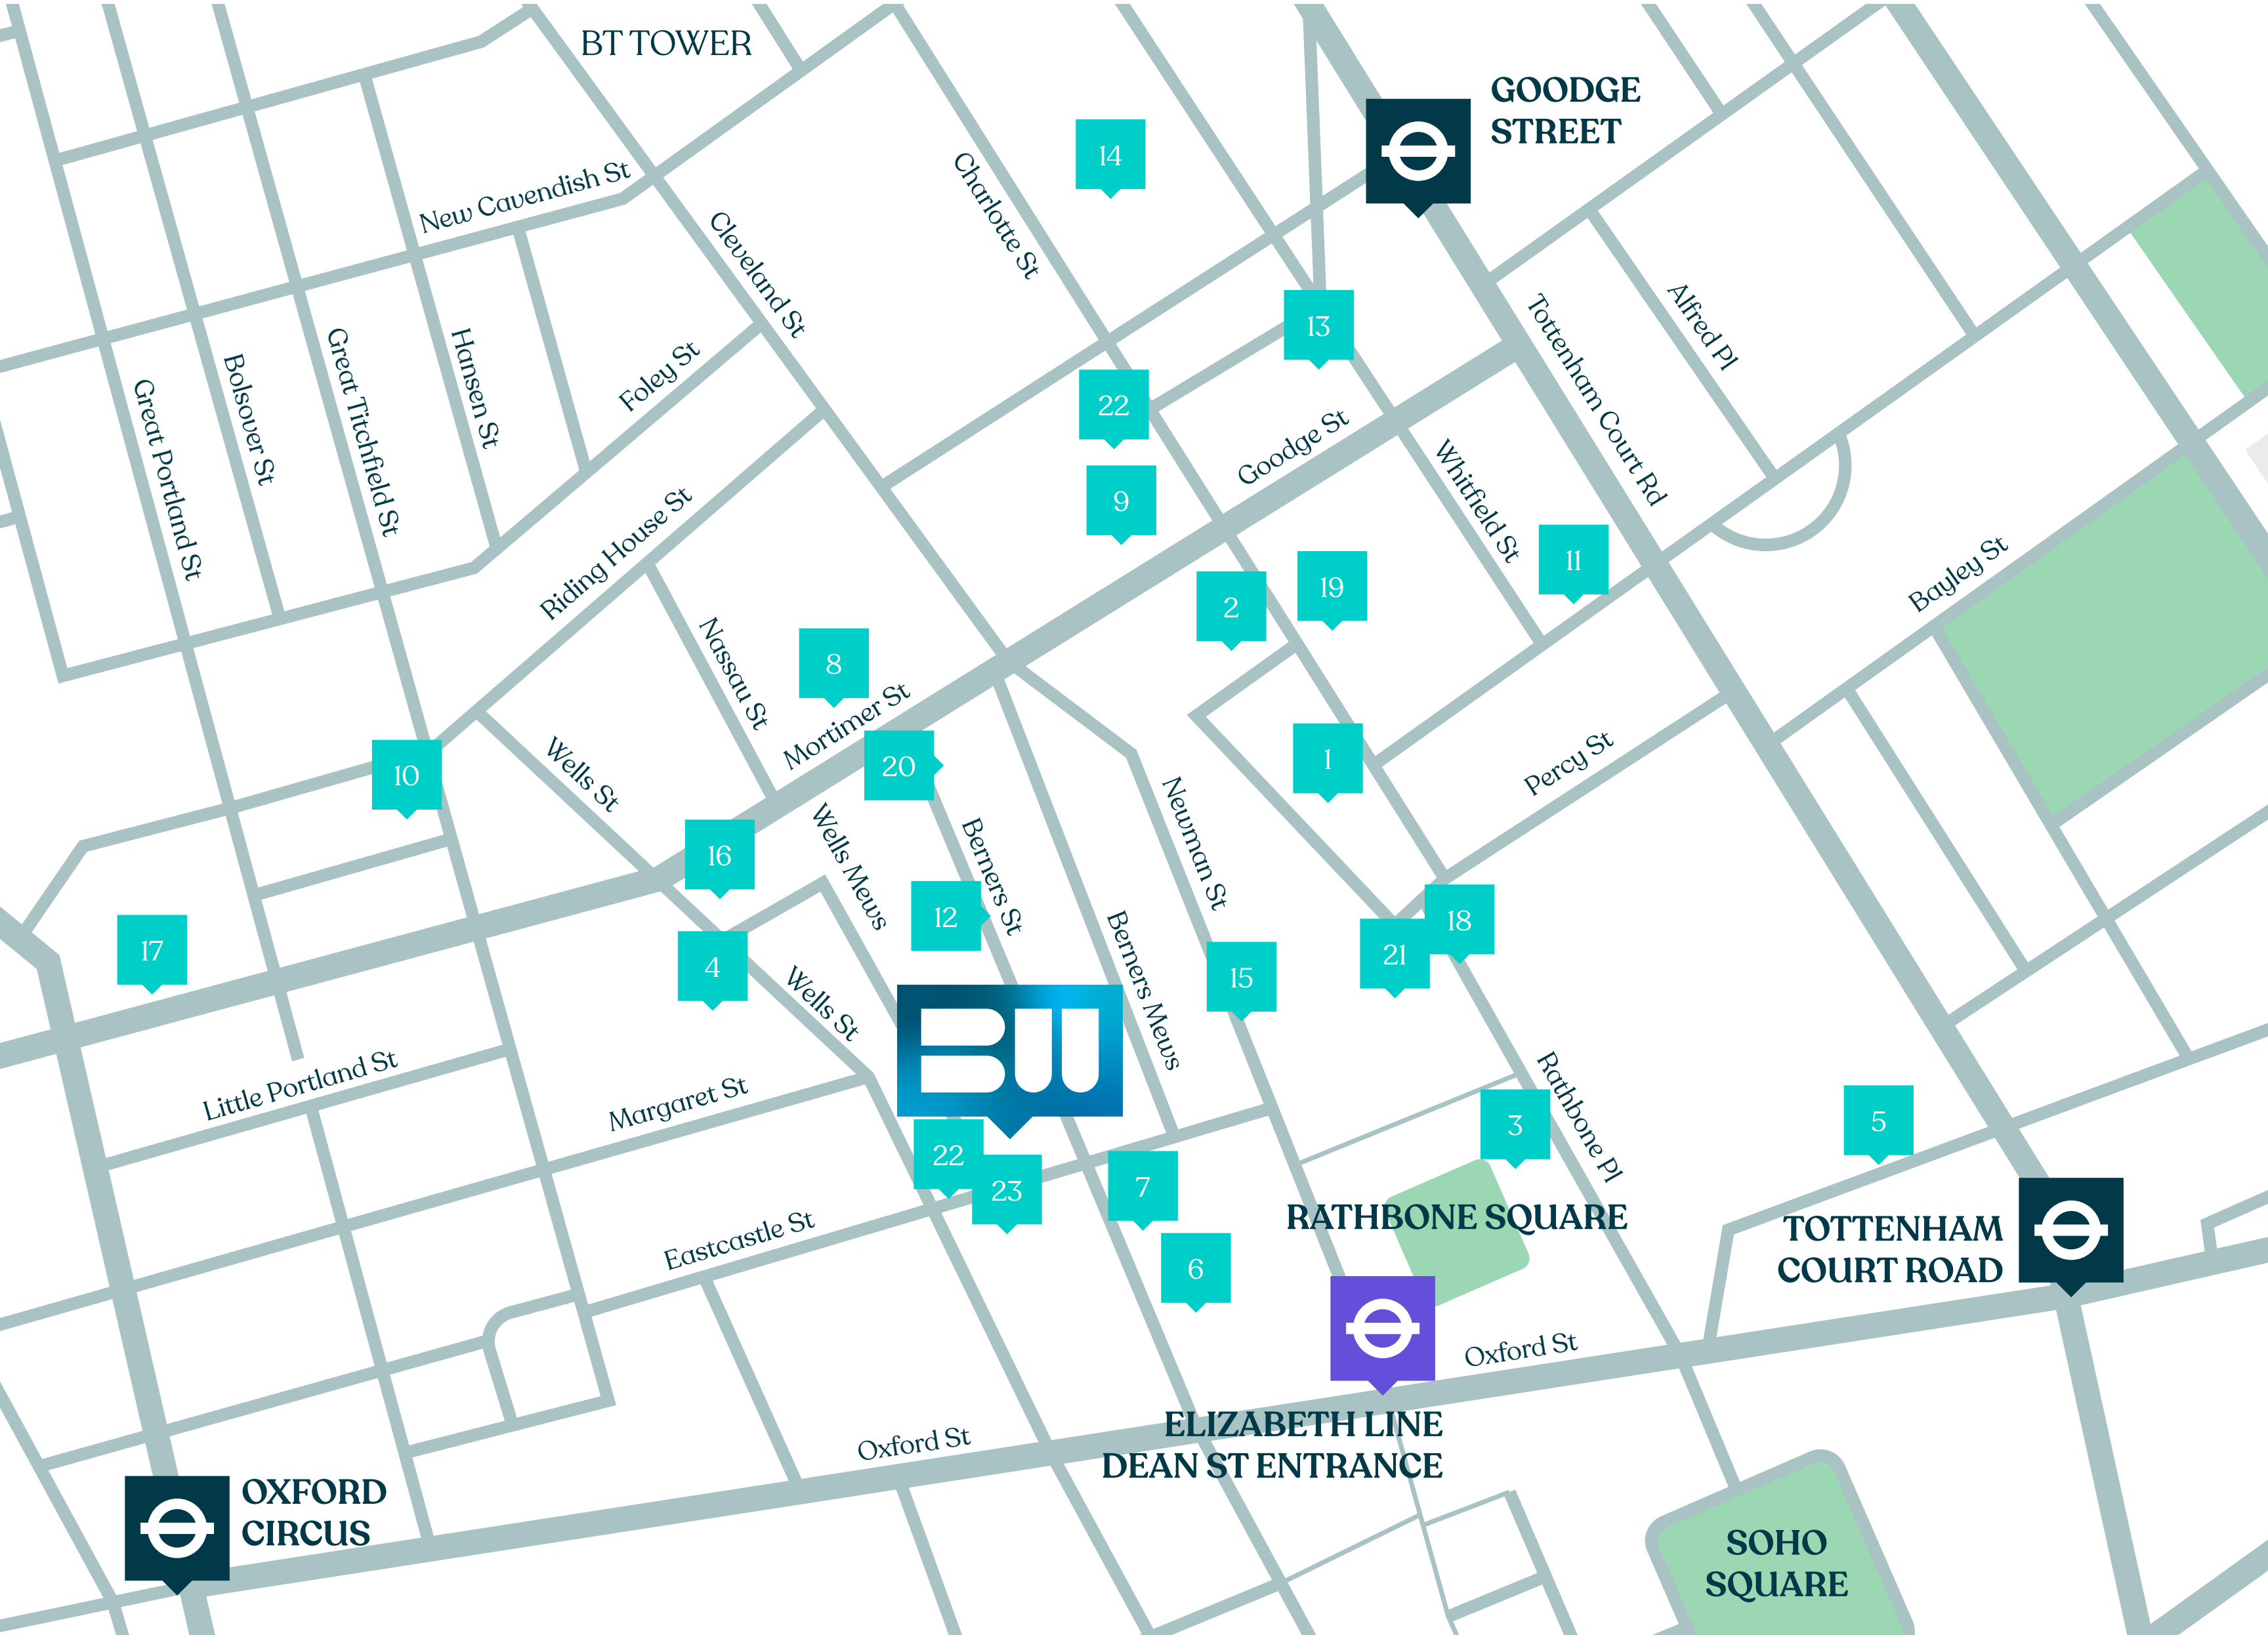 BT TOWER
GOODGE
STREET
14
New Cavendish St
Charlotte St
Cleveland St
13
Tottenham Court Rd
Alfred Pl
Great Portland St
Bolsover St
Great Titchfield St
Hansen St
Foley St
22
Goodge St
9
Whitfield St
Riding House St
11
Bayley St
2
19
Nassau St
8
Mortimer St
20
1
Percy St
10
Wells St
Wells Mews
Berners St
Newman St
16
12
17
4
Wells St
Berners Mews
15
21
18
BW
Little Portland St
Margaret St
Rathbone Pl
3
5
22
23
7
Eastcastle St
6
RATHBONE SQUARE
TOTTENHAM
COURT ROAD
Oxford St
ELIZABETH LINE
DEAN ST ENTRANCE
Oxford St
OXFORD
CIRCUS
SOHO
SQUARE